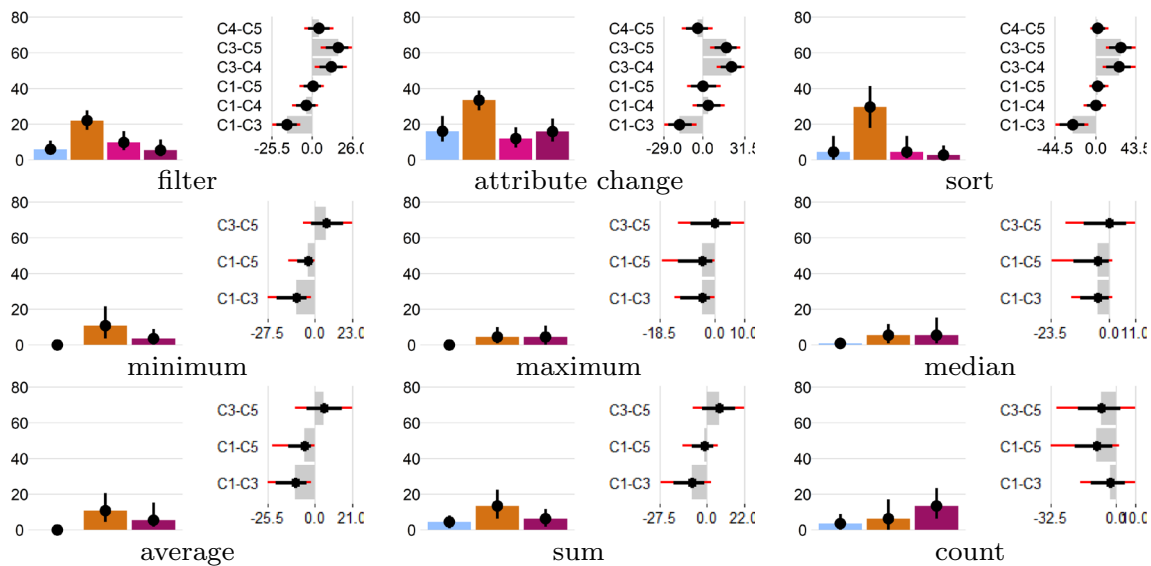 80 60 40 20 0
C4-C5
C3-C5
C3-C4
C1-C5
C1-C4
C1-C3
-25.5 0.0 26.0
filter
80 60 40 20 0
C4-C5
C3-C5
C3-C4
C1-C5
C1-C4
C1-C3
-29.0 0.0 31.5
attribute change
80 60 40 20 0
C4-C5
C3-C5
C3-C4
C1-C5
C1-C4
C1-C3
-44.5 0.0 43.5
sort
80 60 40 20 0
C3-C5
C1-C5
C1-C3
-27.5 0.0 23.0
minimum
80 60 40 20 0
C3-C5
C1-C5
C1-C3
-18.5 0.0 10.0
maximum
80 60 40 20 0
C3-C5
C1-C5
C1-C3
-23.5 0.0
median
80 60 40 20 0
C3-C5
C1-C5
C1-C3
-25.5 0.0 21.0
average
80 60 40 20 0
C3-C5
C1-C5
C1-C3
-27.5 0.0 22.0
sum
80 60 40 20 0
C3-C5
C1-C5
C1-C3
-32.5
count